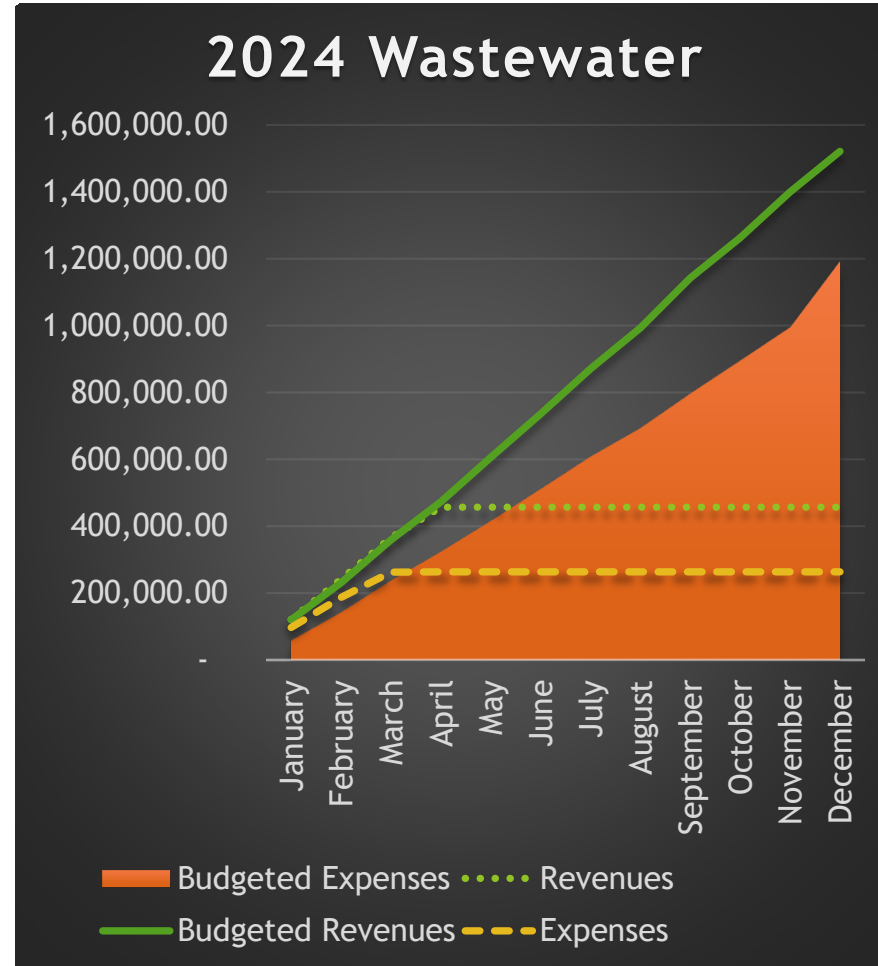 2024 Wastewater
1,600,000.00
1,400,000.00
1,200,000.00
1,000,000.00
800,000.00
600,000.00
400,000.00
200,000.00
-
January
February
March
April
May
June
July
August
September
October
November
December
Budgeted Expenses Revenues
Budgeted Revenues Expenses